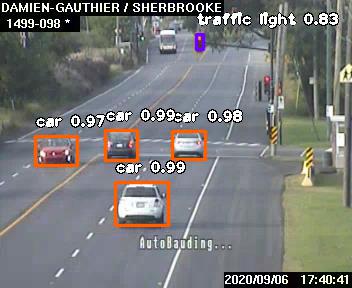 DAMIEN-GAUTHIER / SHERBROOKE
1499-098 *
traffic light 0.83
car 0.97
car 0.99
car 0.98
car 0.99
AutoBauding...
2020/09/06 17:40:41